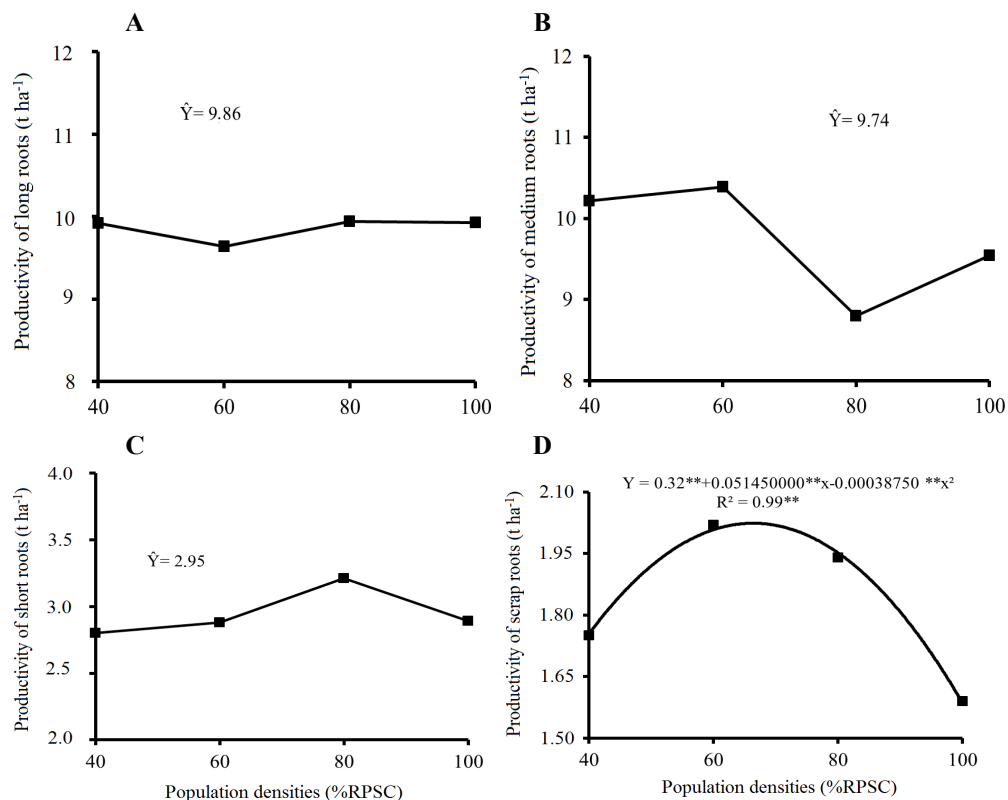 A
Productivity of long roots (t ha⁻¹)
12
11
10
9
8
Ŷ= 9.86
40
60
80
100
B
Productivity of medium roots (t ha⁻¹)
12
11
10
9
8
Ŷ= 9.74
40
60
80
100
C
Productivity of short roots (t ha⁻¹)
4.0
3.5
3.0
2.5
2.0
Ŷ= 2.95
40
60
80
100
Population densities (%RPSC)
D
Productivity of scrap roots (t ha⁻¹)
2.10
1.95
1.80
1.65
1.50
Y = 0.32**+0.051450000**x-0.00038750 **x²
R² = 0.99**
40
60
80
100
Population densities (%RPSC)